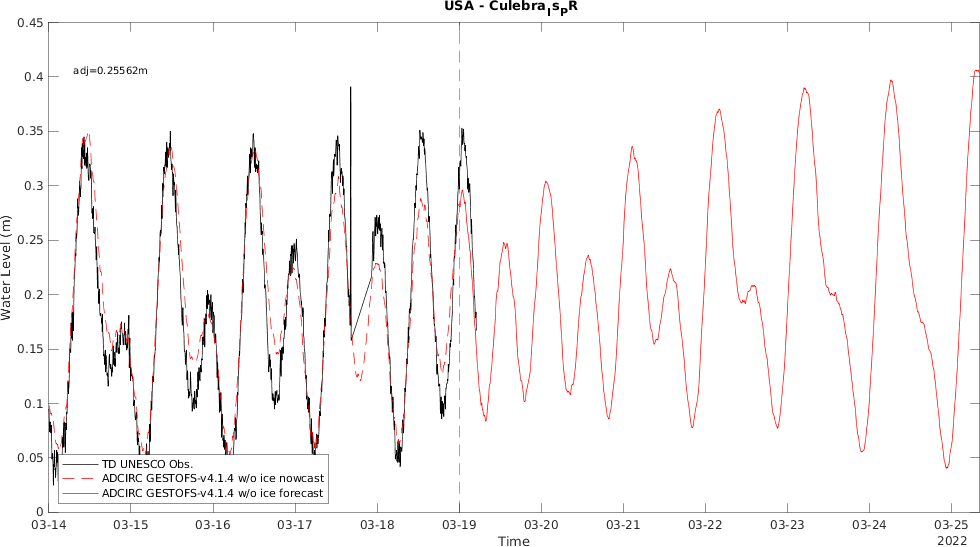 USA - CulebraIsPR
0.45
adj=0.25562m
0.4
0.35
0.3
0.25
0.2
0.15
0.1
0.05
0
Water Level (m)
TD UNESCO Obs.
ADCIRC GESTOFS-v4.1.4 w/o ice nowcast
ADCIRC GESTOFS-v4.1.4 w/o ice forecast
03-14 03-15 03-16 03-17 03-18 03-19 03-20 03-21 03-22 03-23 03-24 03-25
Time
2022